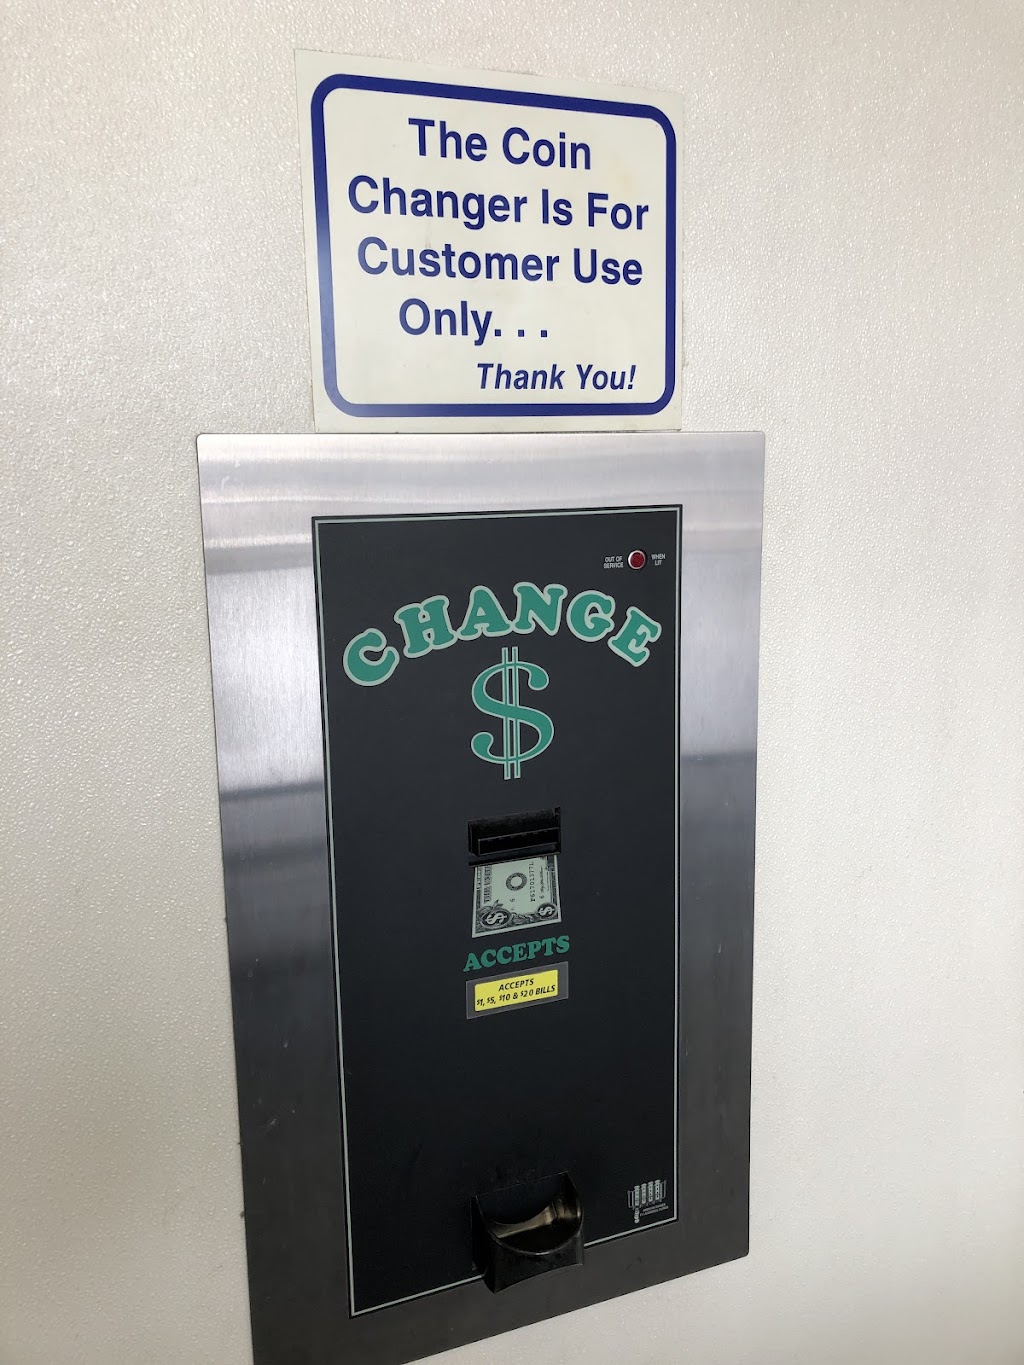 The Coin
Changer Is For
Customer Use
Only. . .
Thank You!
OUT OF
SERVICE
WHEN
LIT
CHANGE
$
ACCEPTS
ACCEPTS
$1, $5, $10 & $20 BILLS